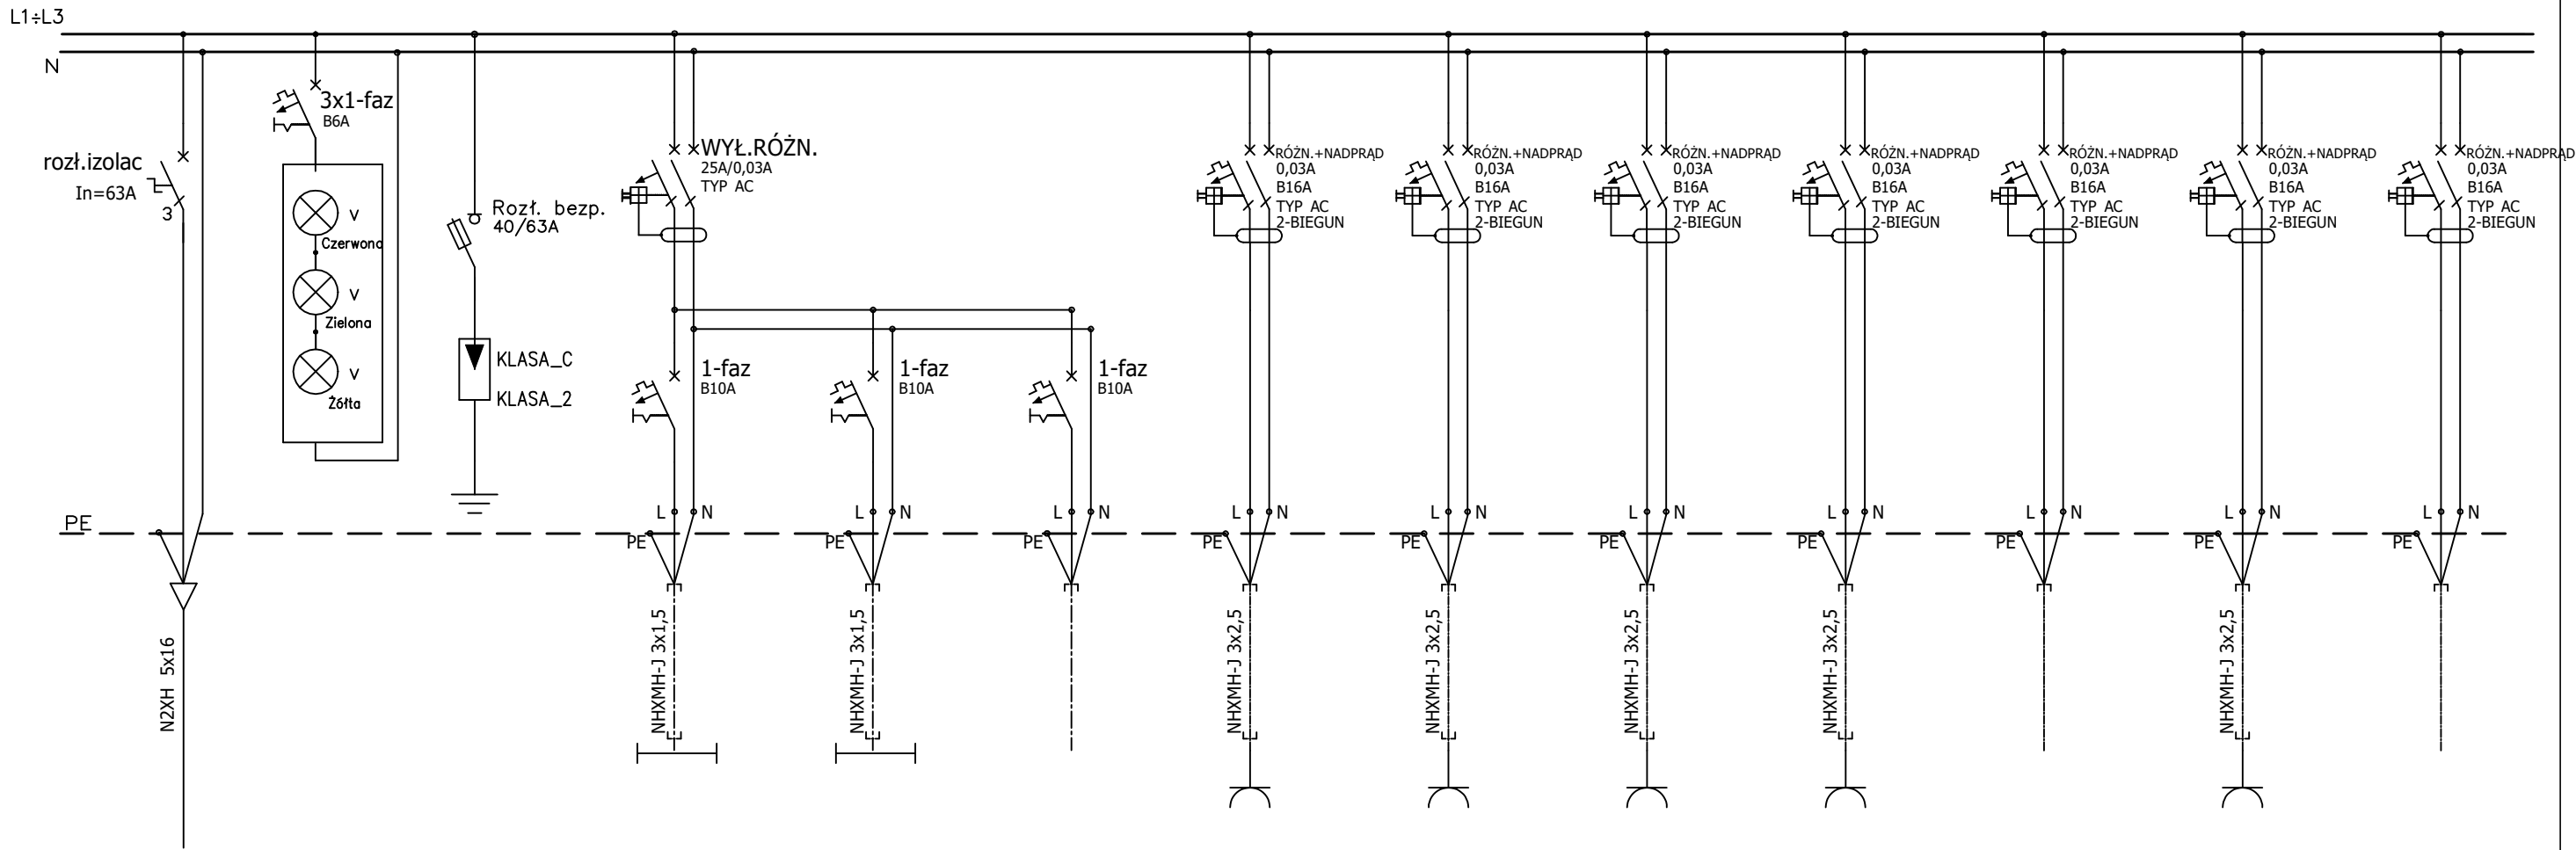 L1÷L3
N
rozł.izolac
In=63A
3
3x1-faz
B6A
V
Czerwona
V
Zielona
V
Żółta
Rozł. bezp.
40/63A
KLASA_C
KLASA_2
WYŁ.RÓŻN.
25A/0,03A
TYP AC
1-faz
B10A
1-faz
B10A
1-faz
B10A
RÓŻN.+NADPRĄD
0,03A
B16A
TYP AC
2-BIEGUN
RÓŻN.+NADPRĄD
0,03A
B16A
TYP AC
2-BIEGUN
RÓŻN.+NADPRĄD
0,03A
B16A
TYP AC
2-BIEGUN
RÓŻN.+NADPRĄD
0,03A
B16A
TYP AC
2-BIEGUN
RÓŻN.+NADPRĄD
0,03A
B16A
TYP AC
2-BIEGUN
RÓŻN.+NADPRĄD
0,03A
B16A
TYP AC
2-BIEGUN
RÓŻN.+NADPRĄD
0,03A
B16A
TYP AC
2-BIEGUN
PE
L N
PE
L N
PE
L N
PE
L N
PE
L N
PE
L N
PE
L N
PE
L N
PE
L N
PE
L N
PE
N2XH 5x16
NHXMH-J 3x1,5
NHXMH-J 3x1,5
NHXMH-J 3x2,5
NHXMH-J 3x2,5
NHXMH-J 3x2,5
NHXMH-J 3x2,5
NHXMH-J 3x2,5